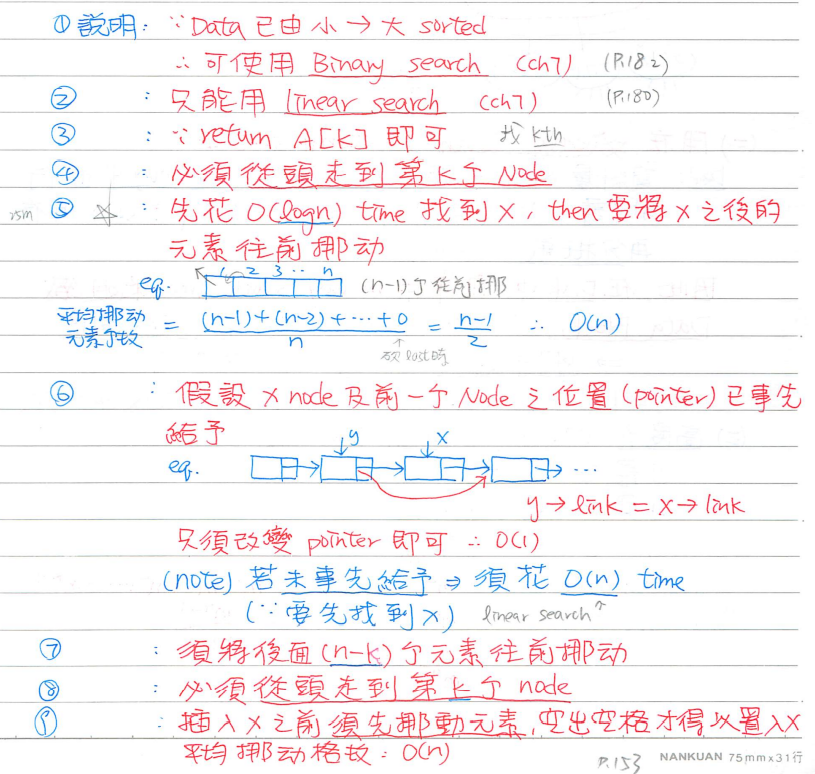 ① 説明: ∵ Data 已由小 → 大 sorted
∴ 可使用 Binary search (ch7) (P.182)
② : 只能用 linear search (ch7) (P.180)
③ : ∵ return A[K] 即可 找 kth
④ : 必須從頭走到第 K 个 Node
25m ⑤ ☆ : 先花 O(logn) time 找到 X, then 要將 X 之後的
元素往前挪动
eg. 1 2 3 ‥ n (n-1) 个往前挪
平均挪动元素个数 = (n-1)+(n-2)+…+0 / n = n-1 / 2 ∴ O(n)
↑
刪 last 時
⑥ : 假設 X node 及前一个 Node 之位置 (pointer) 已事先
給予
eg. y x → …
y → link = x → link
只須改變 pointer 即可 ∴ O(1)
(note) 若未事先給予 ⇒ 須花 O(n) time
(∵ 要先找到 X) linear search ↑
⑦ : 須將後面 (n-k) 个元素往前挪动
⑧ : 必須從頭走到第 k 个 node
⑨ : 插入 X 之前須先挪動元素, 空出空格才得以置入 X
平均挪动格数: O(n)
P.153 NANKUAN 75mmx31行